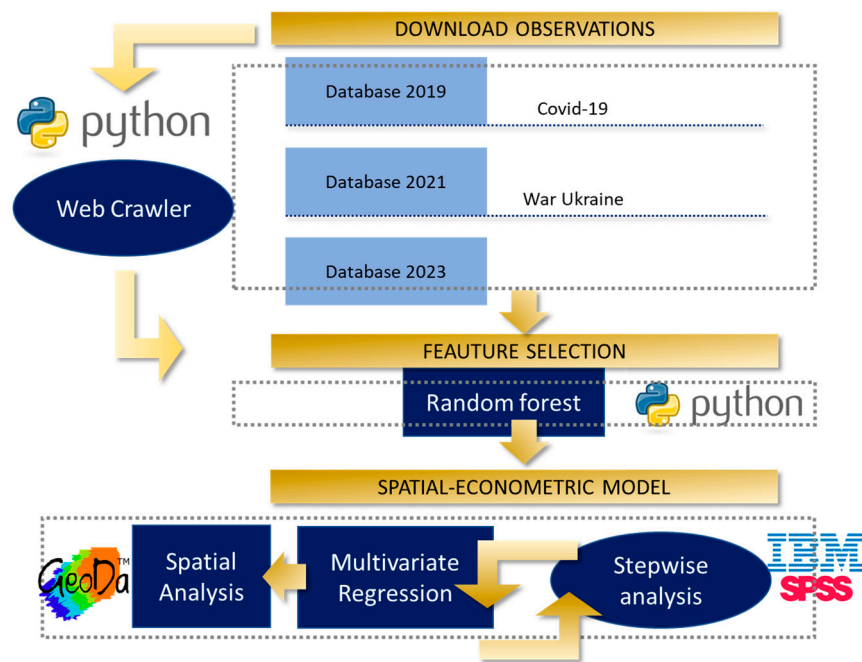 DOWNLOAD OBSERVATIONS
python
Web Crawler
Database 2019
Covid-19
Database 2021
War Ukraine
Database 2023
FEAUTURE SELECTION
Random forest
python
SPATIAL-ECONOMETRIC MODEL
GeoDa™
Spatial
Analysis
Multivariate
Regression
Stepwise
analysis
IBM
SPSS